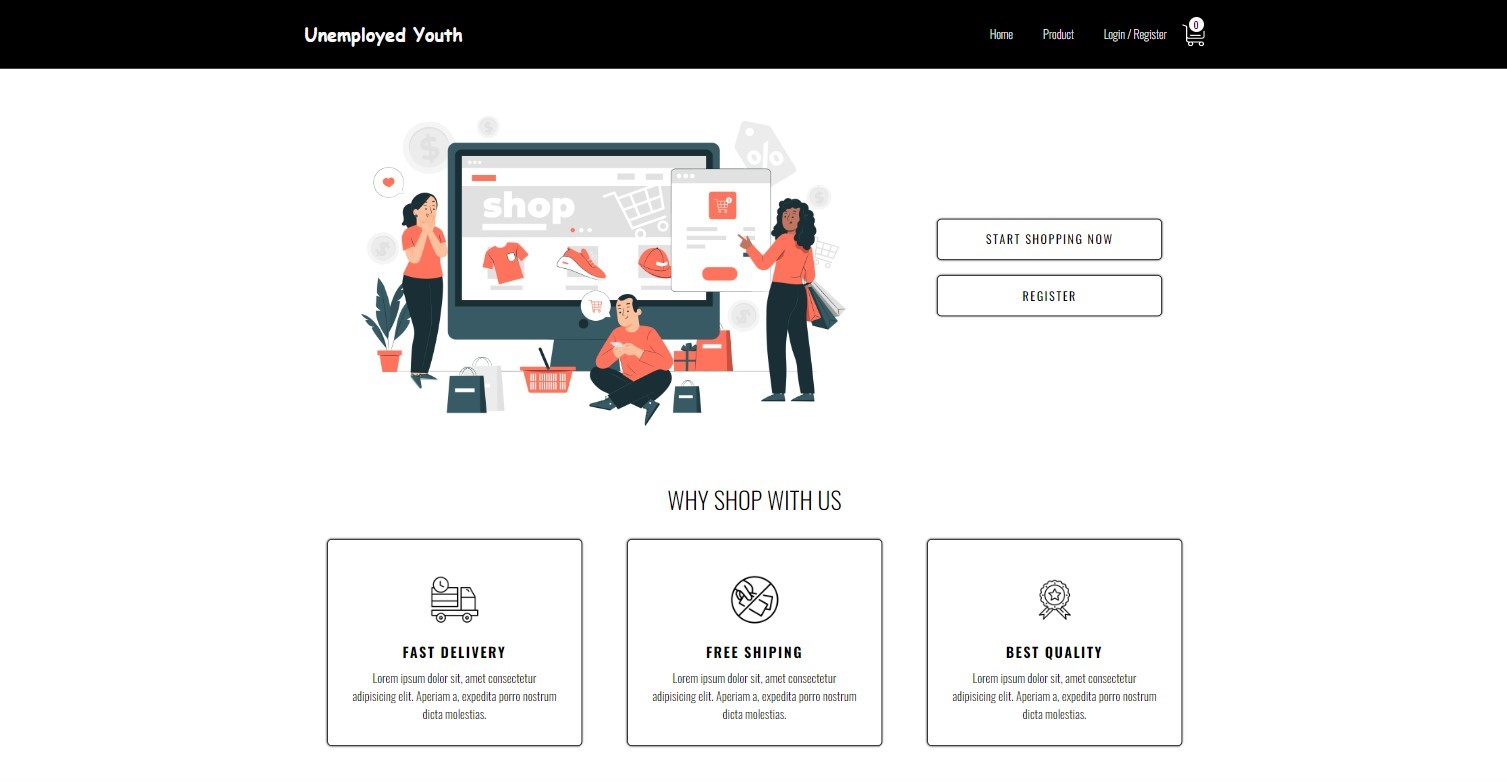 Unemployed Youth
Home
Product
Login / Register
0
shop
%
$
$
$
$
$
START SHOPPING NOW
REGISTER
WHY SHOP WITH US
FAST DELIVERY
Lorem ipsum dolor sit, amet consectetur
adipisicing elit. Aperiam a, expedita porro nostrum
dicta molestias.
FREE SHIPING
Lorem ipsum dolor sit, amet consectetur
adipisicing elit. Aperiam a, expedita porro nostrum
dicta molestias.
BEST QUALITY
Lorem ipsum dolor sit, amet consectetur
adipisicing elit. Aperiam a, expedita porro nostrum
dicta molestias.